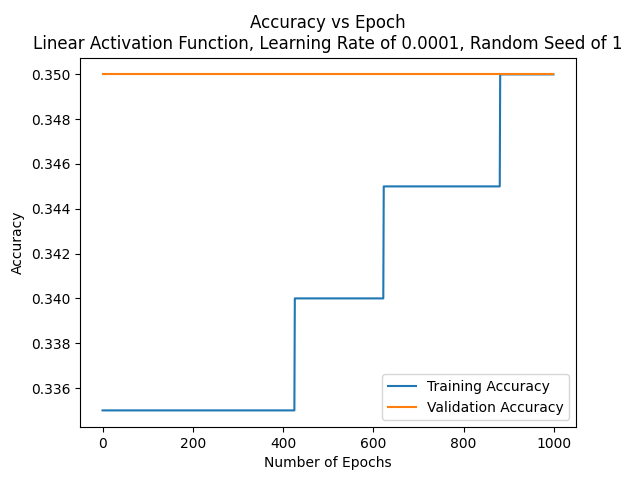 Accuracy vs Epoch
Linear Activation Function, Learning Rate of 0.0001, Random Seed of 1
0.350
0.348
0.346
0.344
0.342
0.340
0.338
0.336
Accuracy
Training Accuracy
Validation Accuracy
0 200 400 600 800 1000
Number of Epochs